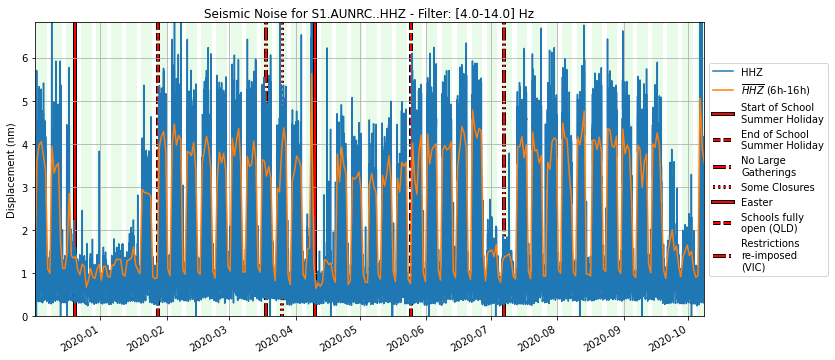 Seismic Noise for S1.AUNRC..HHZ - Filter: [4.0-14.0] Hz
Displacement (nm)
6
5
4
3
2
1
0
2020-01
2020-02
2020-03
2020-04
2020-05
2020-06
2020-07
2020-08
2020-09
2020-10
HHZ
HHZ (6h-16h)
Start of School
Summer Holiday
End of School
Summer Holiday
No Large
Gatherings
Some Closures
Easter
Schools fully
open (QLD)
Restrictions
re-imposed
(VIC)